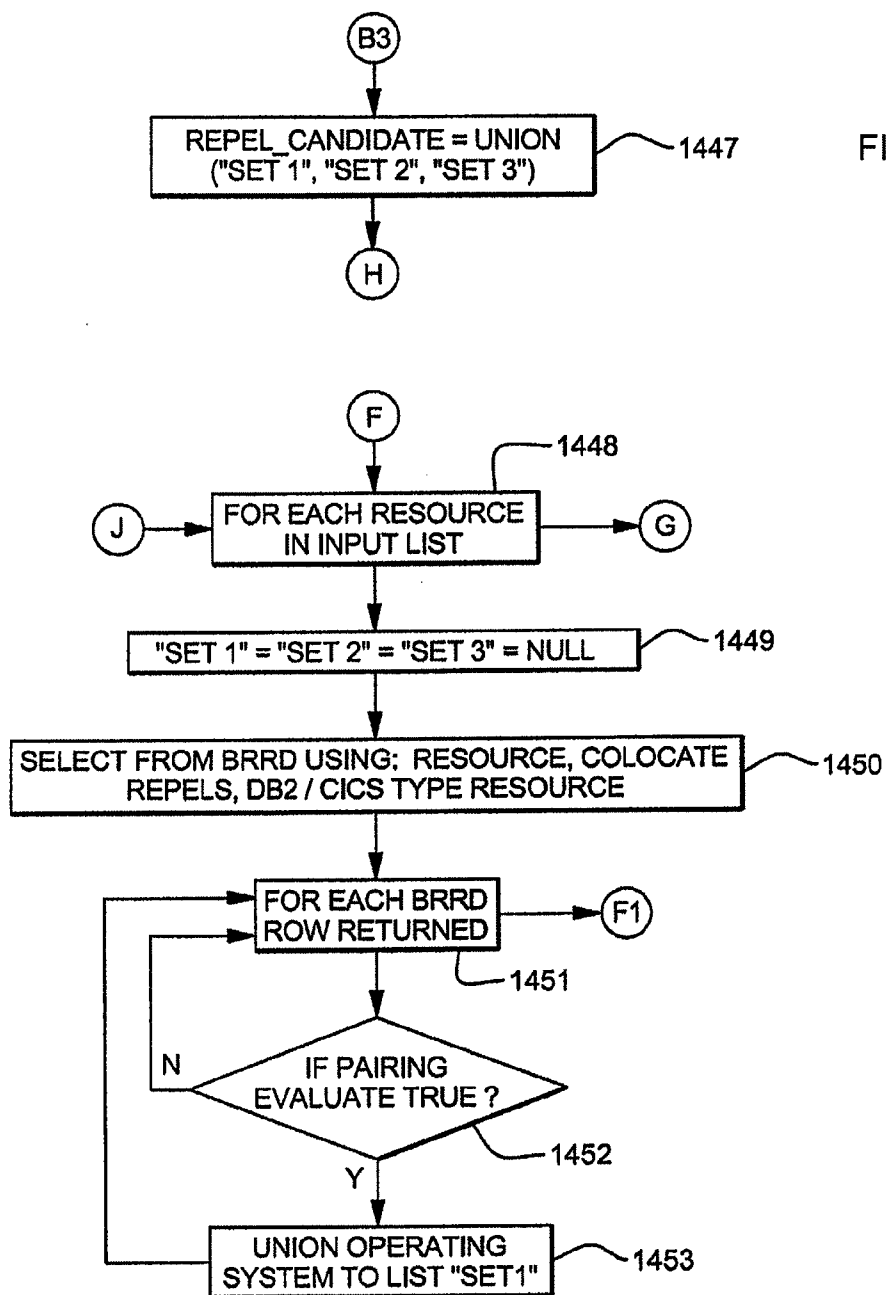 B3
REPEL_CANDIDATE = UNION
("SET 1", "SET 2", "SET 3")
1447
FI
H
F
1448
J
FOR EACH RESOURCE
IN INPUT LIST
G
"SET 1" = "SET 2" = "SET 3" = NULL
1449
SELECT FROM BRRD USING; RESOURCE, COLOCATE
REPELS, DB2 / CICS TYPE RESOURCE
1450
FOR EACH BRRD
ROW RETURNED
F1
1451
N
IF PAIRING
EVALUATE TRUE ?
1452
Y
UNION OPERATING
SYSTEM TO LIST "SET1"
1453